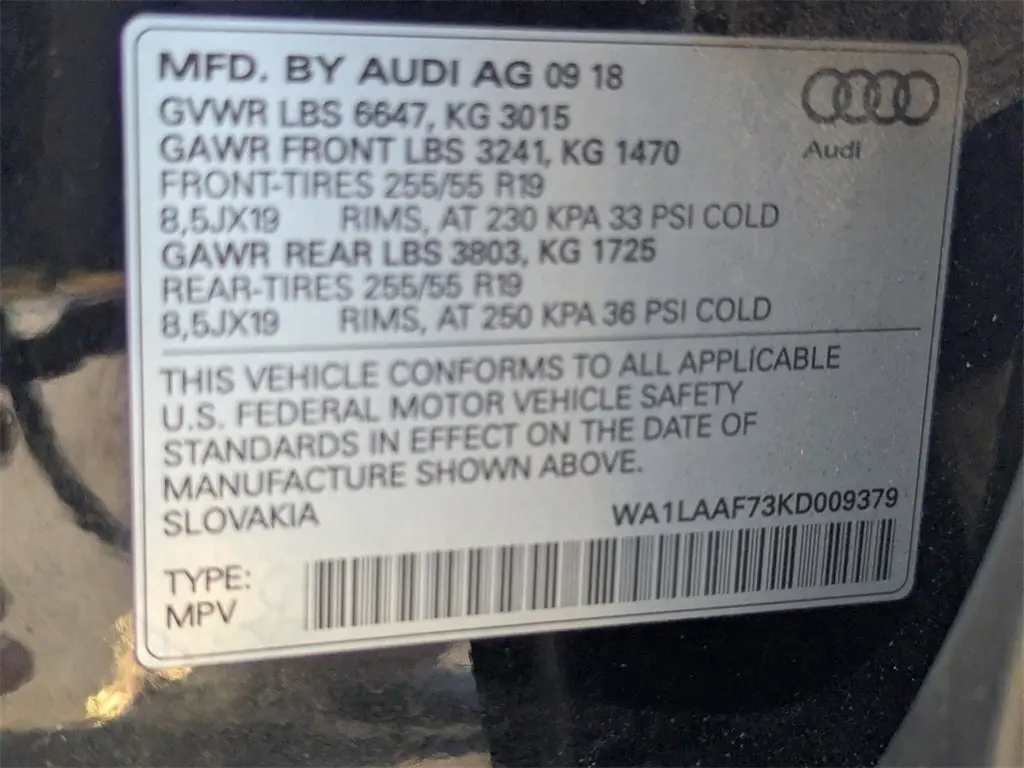 MFD. BY AUDI AG 09 18
GVWR LBS 6647, KG 3015
GAWR FRONT LBS 3241, KG 1470
FRONT-TIRES 255/55 R19
8,5JX19 RIMS, AT 230 KPA 33 PSI COLD
GAWR REAR LBS 3803, KG 1725
REAR-TIRES 255/55 R19
8,5JX19 RIMS, AT 250 KPA 36 PSI COLD
Audi
THIS VEHICLE CONFORMS TO ALL APPLICABLE
U.S. FEDERAL MOTOR VEHICLE SAFETY
STANDARDS IN EFFECT ON THE DATE OF
MANUFACTURE SHOWN ABOVE.
SLOVAKIA WA1LAAF73KD009379
TYPE:
MPV